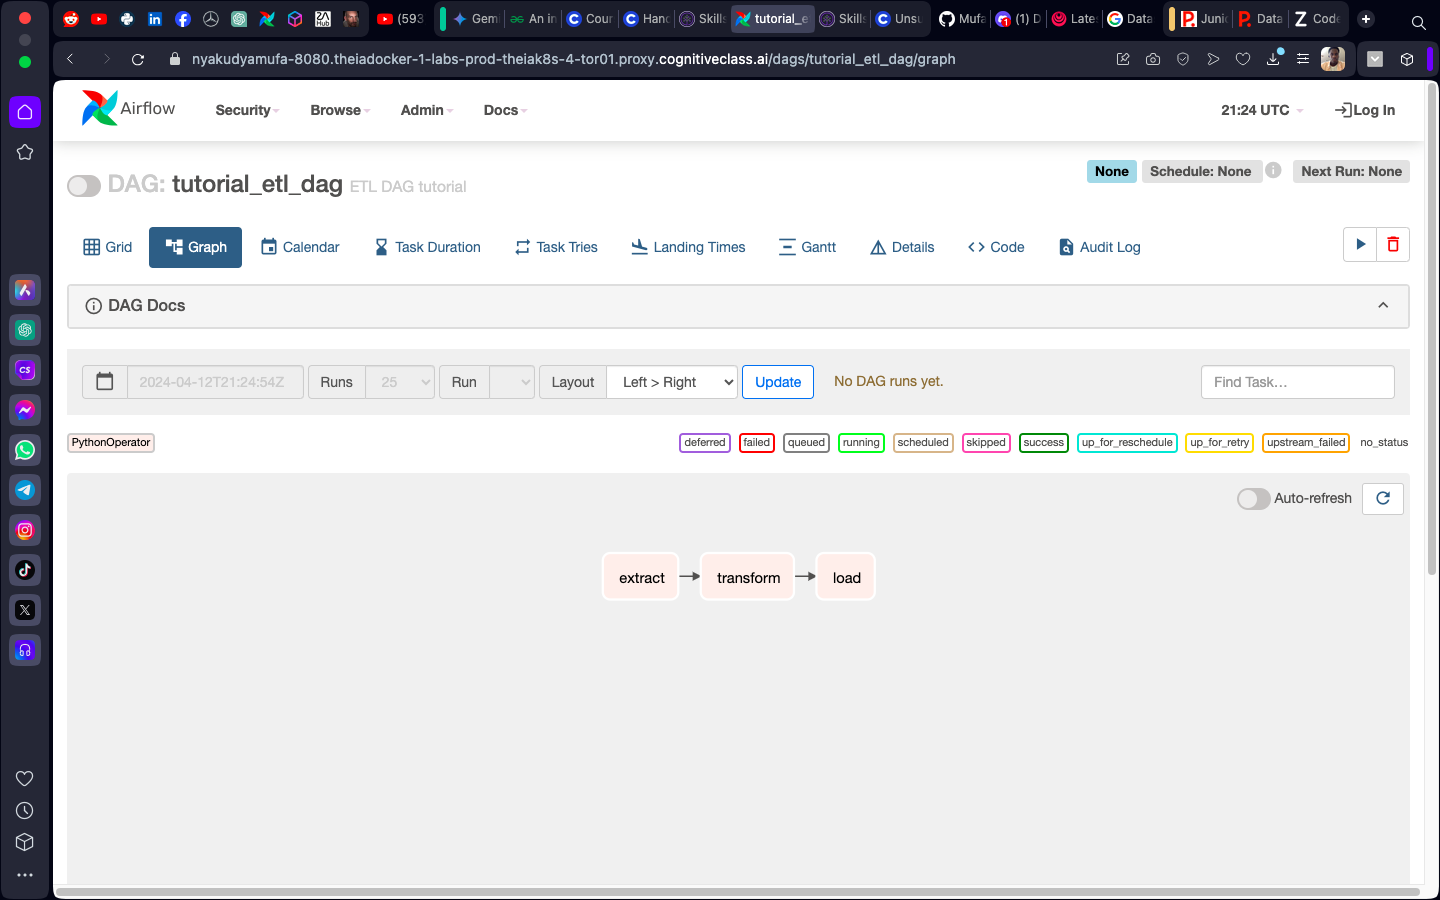 (593
Gemi
An in
Cour
Hand
Skills
tutorial_e
Skills
Unsu
Mufa
(1) D
Lates
Data
Juni
Data
Code
nyakudyamufa-8080.theiadocker-1-labs-prod-theiak8s-4-tor01.proxy.cognitiveclass.ai/dags/tutorial_etl_dag/graph
Airflow Security Browse Admin Docs 21:24 UTC Log In
DAG: tutorial_etl_dag ETL DAG tutorial None Schedule: None Next Run: None
Grid Graph Calendar Task Duration Task Tries Landing Times Gantt Details Code Audit Log
DAG Docs
2024-04-12T21:24:54Z Runs 25 Run Layout Left > Right Update No DAG runs yet. Find Task...
PythonOperator deferred failed queued running scheduled skipped success up_for_reschedule up_for_retry upstream_failed no_status
Auto-refresh
extract transform load